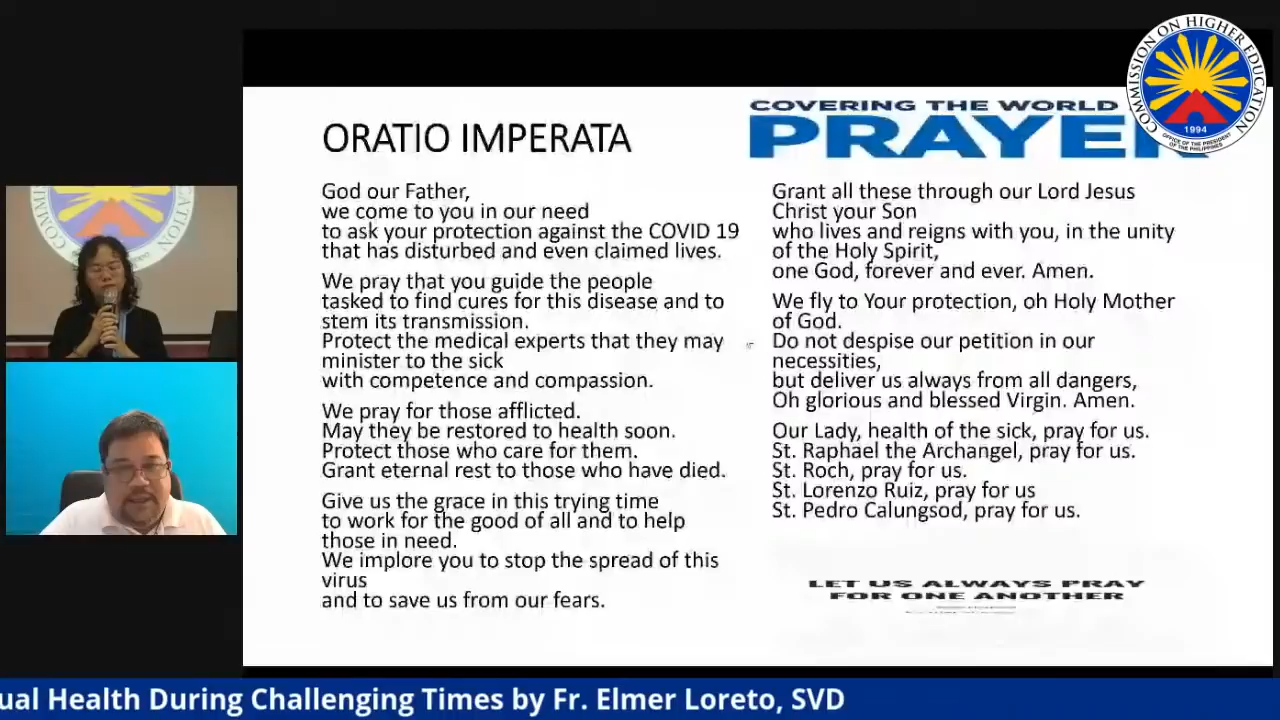 COMMISSION ON HIGHER EDUCATION
1994
OFFICE OF THE PRESIDENT
OF THE PHILIPPINES
COVERING THE WORLD
PRAYER
ORATIO IMPERATA
God our Father,
we come to you in our need
to ask your protection against the COVID 19
that has disturbed and even claimed lives.
We pray that you guide the people
tasked to find cures for this disease and to
stem its transmission.
Protect the medical experts that they may
minister to the sick
with competence and compassion.
We pray for those afflicted.
May they be restored to health soon.
Protect those who care for them.
Grant eternal rest to those who have died.
Give us the grace in this trying time
to work for the good of all and to help
those in need.
We implore you to stop the spread of this
virus
and to save us from our fears.
Grant all these through our Lord Jesus
Christ your Son
who lives and reigns with you, in the unity
of the Holy Spirit,
one God, forever and ever. Amen.
We fly to Your protection, oh Holy Mother
of God.
Do not despise our petition in our
necessities,
but deliver us always from all dangers,
Oh glorious and blessed Virgin. Amen.
Our Lady, health of the sick, pray for us.
St. Raphael the Archangel, pray for us.
St. Roch, pray for us.
St. Lorenzo Ruiz, pray for us
St. Pedro Calungsod, pray for us.
LET US ALWAYS PRAY
FOR ONE ANOTHER
ual Health During Challenging Times by Fr. Elmer Loreto, SVD